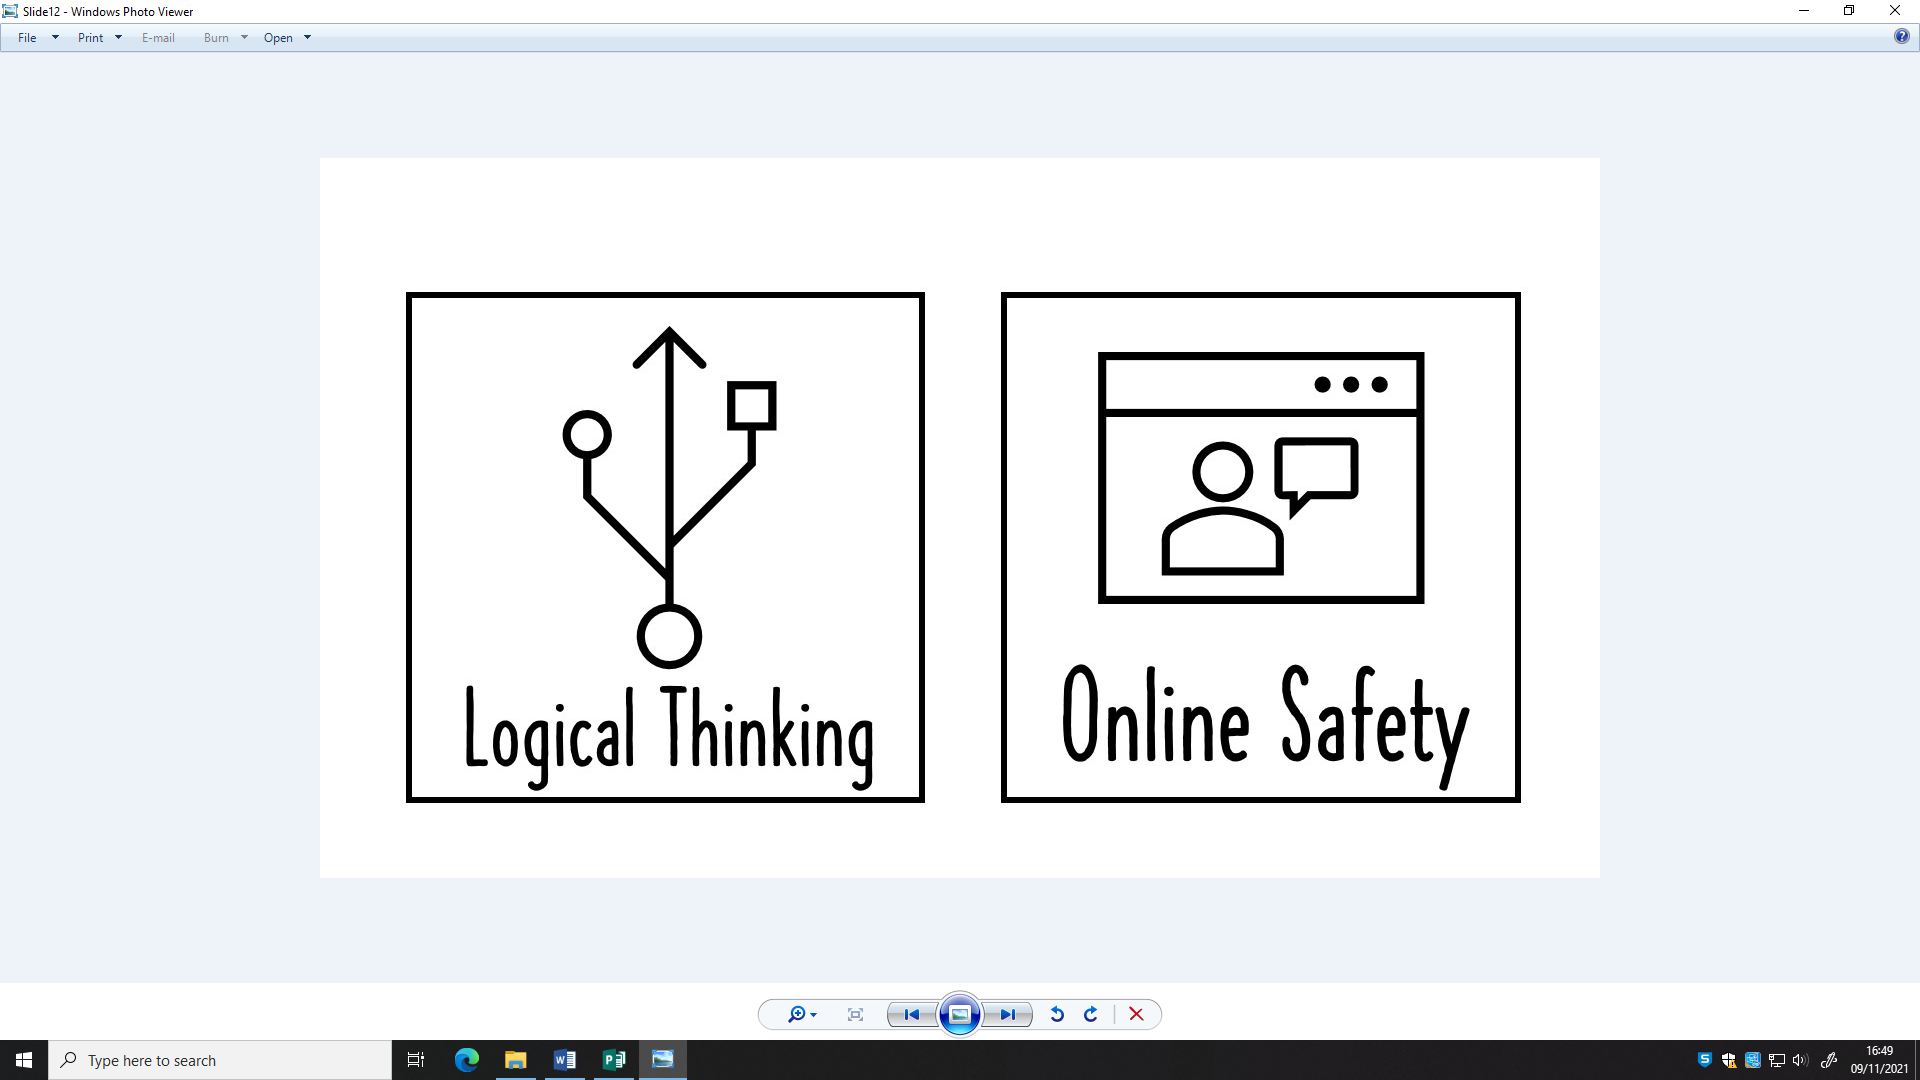 Slide12 - Windows Photo Viewer
File Print E-mail Burn Open
Logical Thinking
Online Safety
Type here to search
16:49
09/11/2021